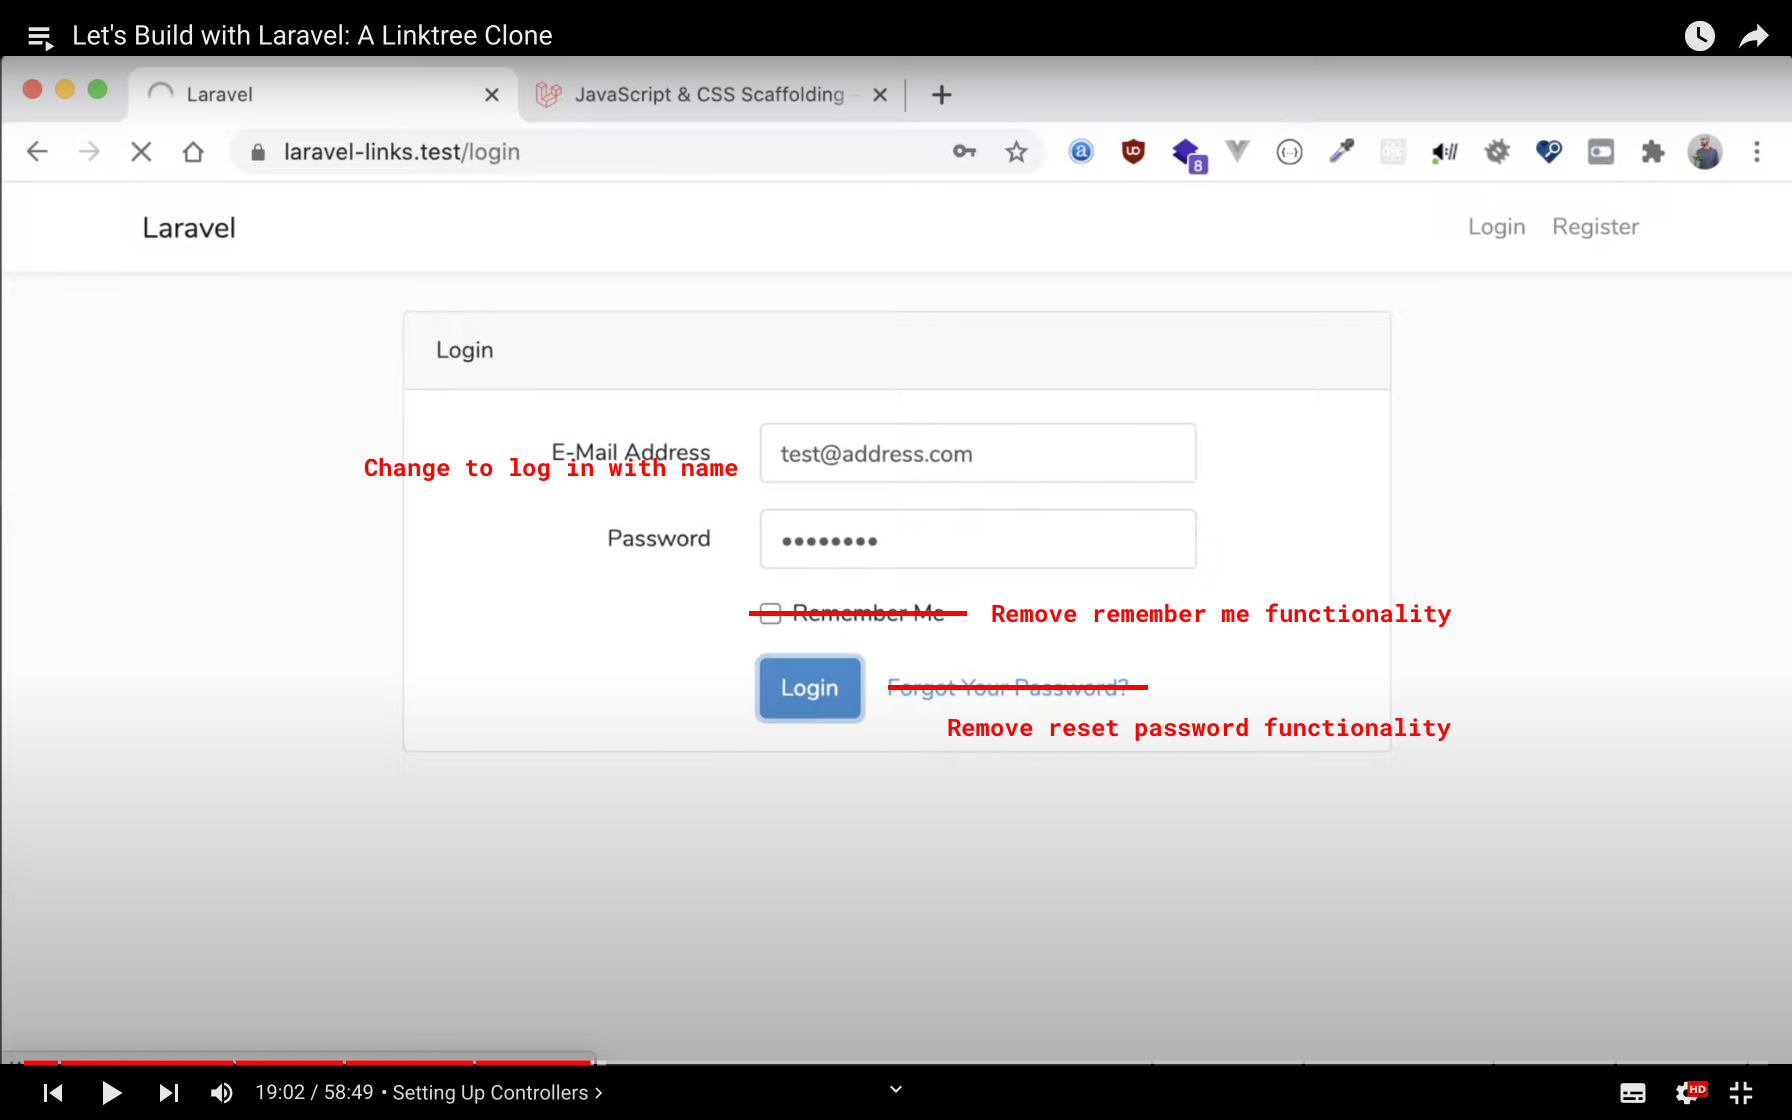 Let's Build with Laravel: A Linktree Clone
Laravel
JavaScript & CSS Scaffolding
laravel-links.test/login
8
Laravel
Login Register
Login
E-Mail Address
test@address.com
Change to log in with name
Password
Remember Me
Remove remember me functionality
Login
Forgot Your Password?
Remove reset password functionality
19:02 / 58:49 • Setting Up Controllers
HD